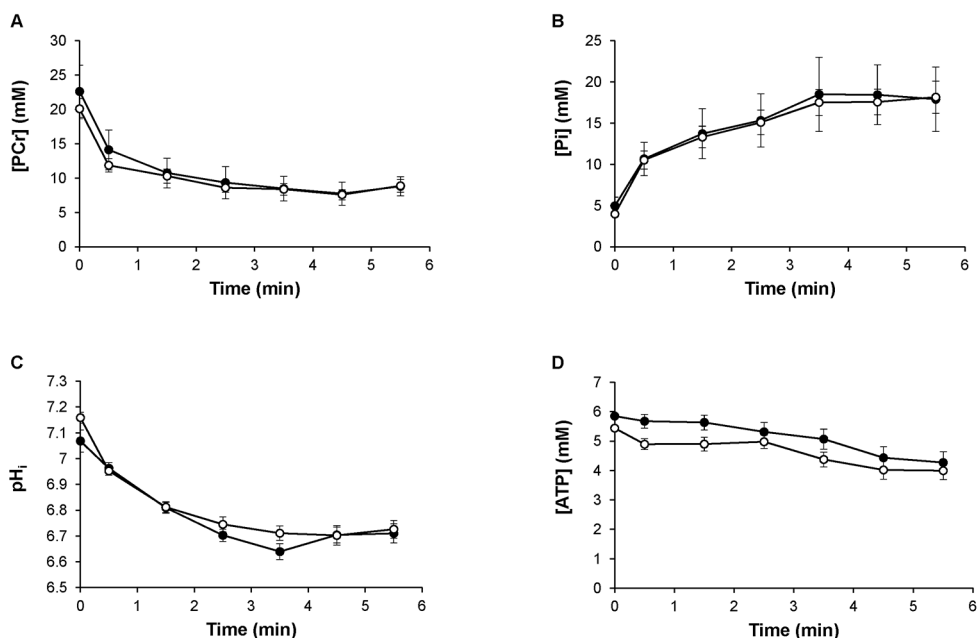 A
30
25
20
15
10
5
0
[PCr] (mM)
0 1 2 3 4 5 6
Time (min)
B
25
20
15
10
5
0
[Pi] (mM)
0 1 2 3 4 5 6
Time (min)
C
7.3
7.2
7.1
7
6.9
6.8
6.7
6.6
6.5
pHi
0 1 2 3 4 5 6
Time (min)
D
7
6
5
4
3
2
1
0
[ATP] (mM)
0 1 2 3 4 5 6
Time (min)